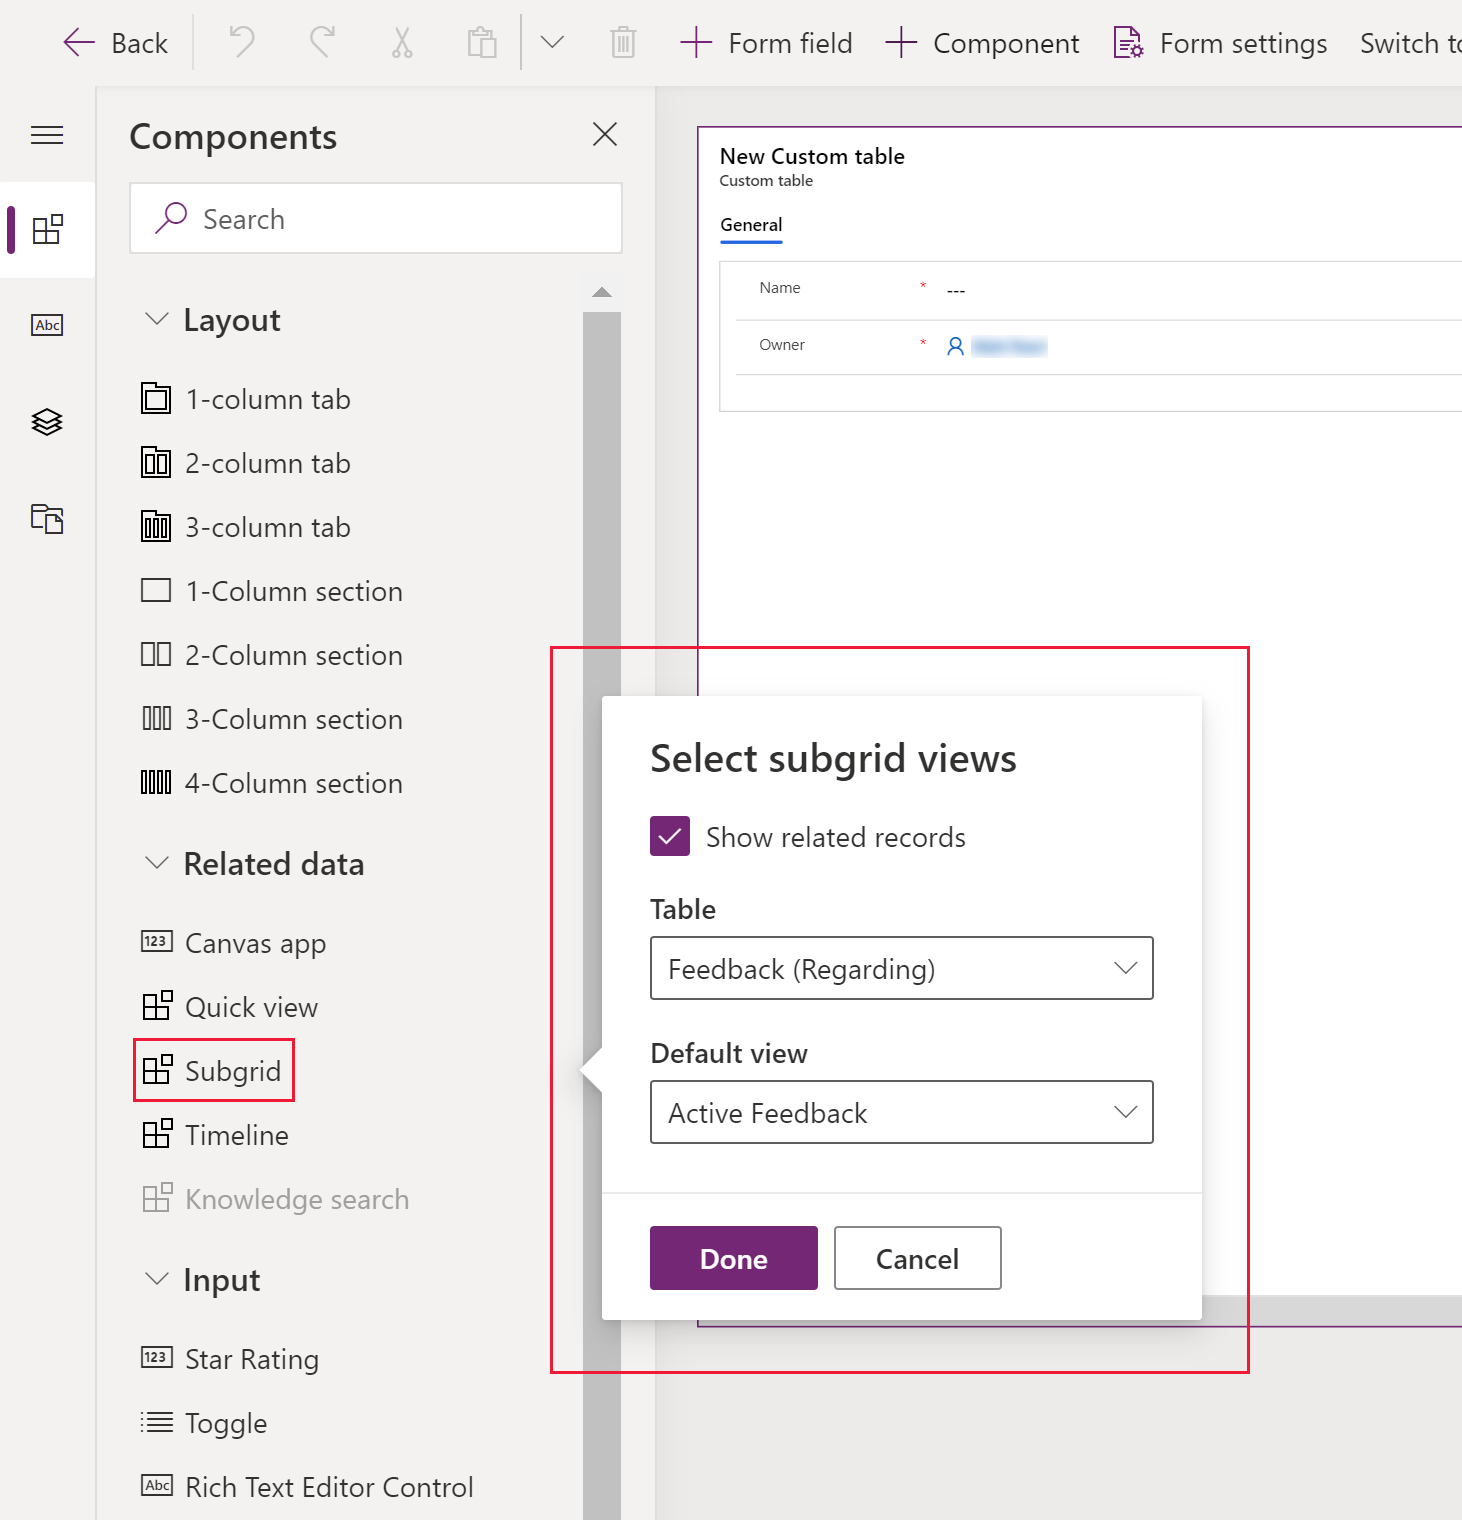 Back
Form field
Component
Form settings
Switch to
Components
Search
Layout
1-column tab
2-column tab
3-column tab
1-Column section
2-Column section
3-Column section
4-Column section
Related data
123 Canvas app
Quick view
Subgrid
Timeline
Knowledge search
Input
123 Star Rating
Toggle
Abc Rich Text Editor Control
Abc
New Custom table
Custom table
General
Name * ---
Owner *
Select subgrid views
Show related records
Table
Feedback (Regarding)
Default view
Active Feedback
Done
Cancel